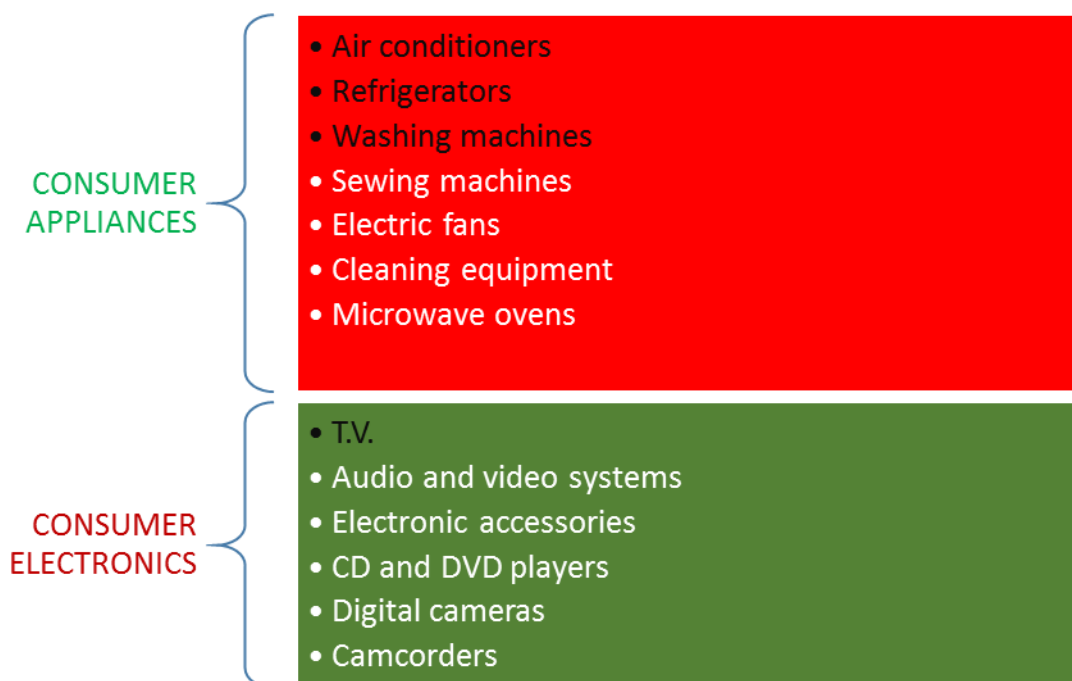 CONSUMER
APPLIANCES
• Air conditioners
• Refrigerators
• Washing machines
• Sewing machines
• Electric fans
• Cleaning equipment
• Microwave ovens
CONSUMER
ELECTRONICS
• T.V.
• Audio and video systems
• Electronic accessories
• CD and DVD players
• Digital cameras
• Camcorders